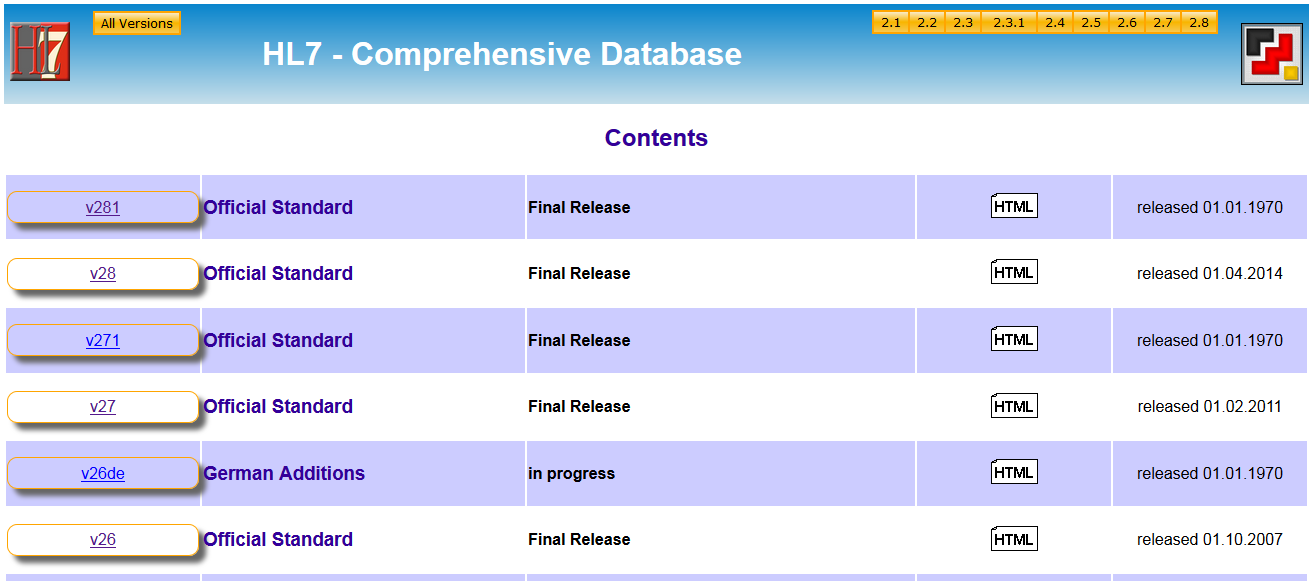 All Versions
2.1 2.2 2.3 2.3.1 2.4 2.5 2.6 2.7 2.8
HL7
HL7 - Comprehensive Database
Contents
v281 Official Standard Final Release HTML released 01.01.1970
v28 Official Standard Final Release HTML released 01.04.2014
v271 Official Standard Final Release HTML released 01.01.1970
v27 Official Standard Final Release HTML released 01.02.2011
v26de German Additions in progress HTML released 01.01.1970
v26 Official Standard Final Release HTML released 01.10.2007